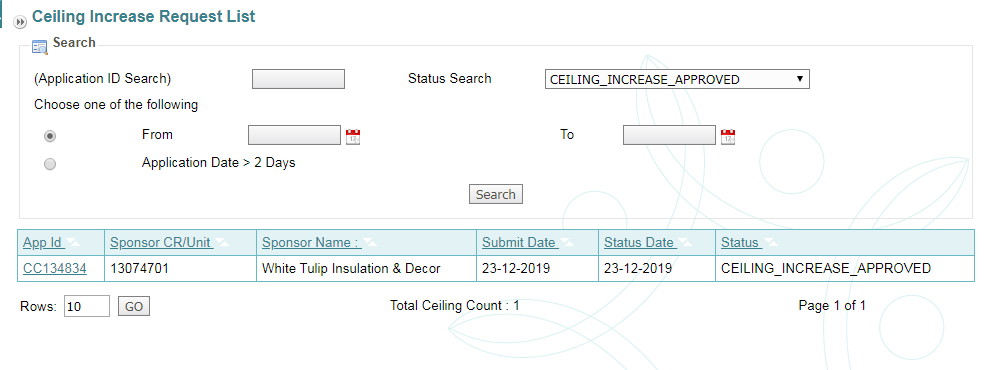 Ceiling Increase Request List
Search
(Application ID Search) Status Search CEILING_INCREASE_APPROVED
Choose one of the following
From To
Application Date > 2 Days
Search
App Id Sponsor CR/Unit Sponsor Name : Submit Date Status Date Status
CC134834 13074701 White Tulip Insulation & Decor 23-12-2019 23-12-2019 CEILING_INCREASE_APPROVED
Rows: 10 GO Total Ceiling Count : 1 Page 1 of 1